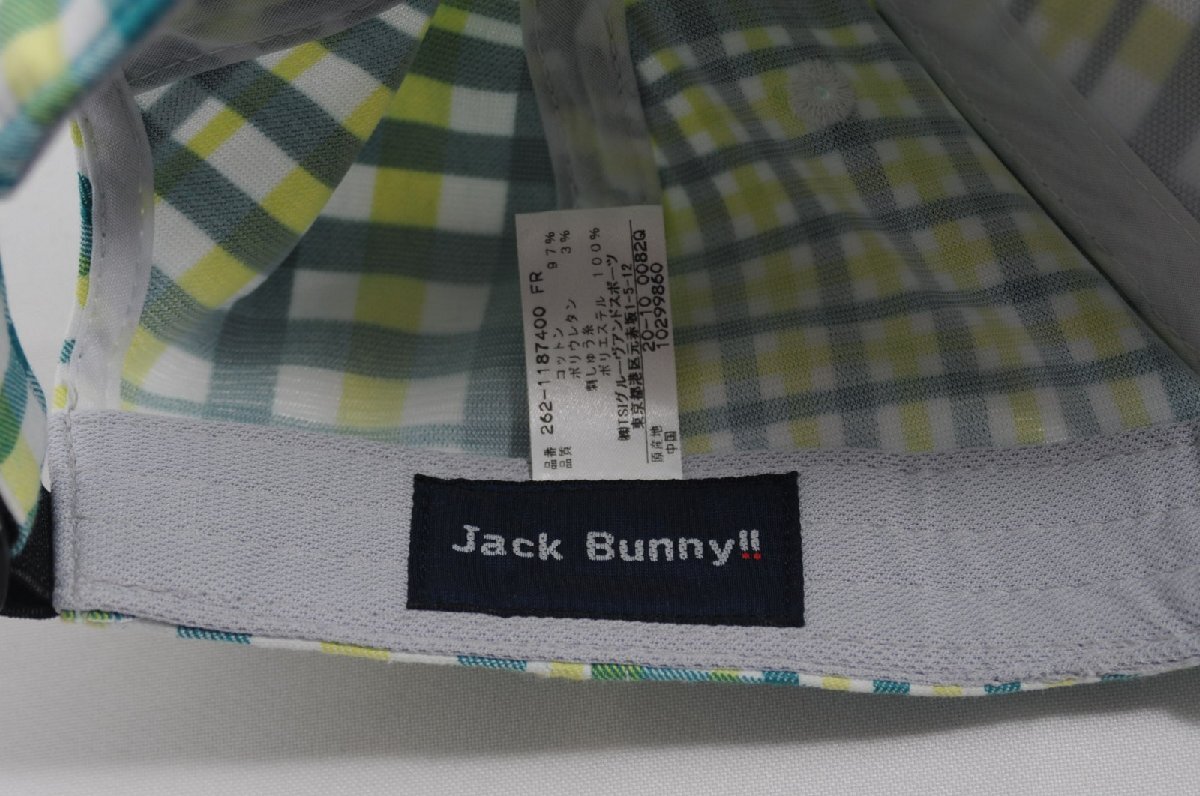 品番 262-1187400 FR
品質 コットン 97%
ポリウレタン 3%
刺しゅう糸
ポリエステル 100%
㈱TSIグルーヴアンドスポーツ
東京都港区元赤坂1-5-12
20-10 0082Q
原産地 10299860
中国
Jack Bunny!!